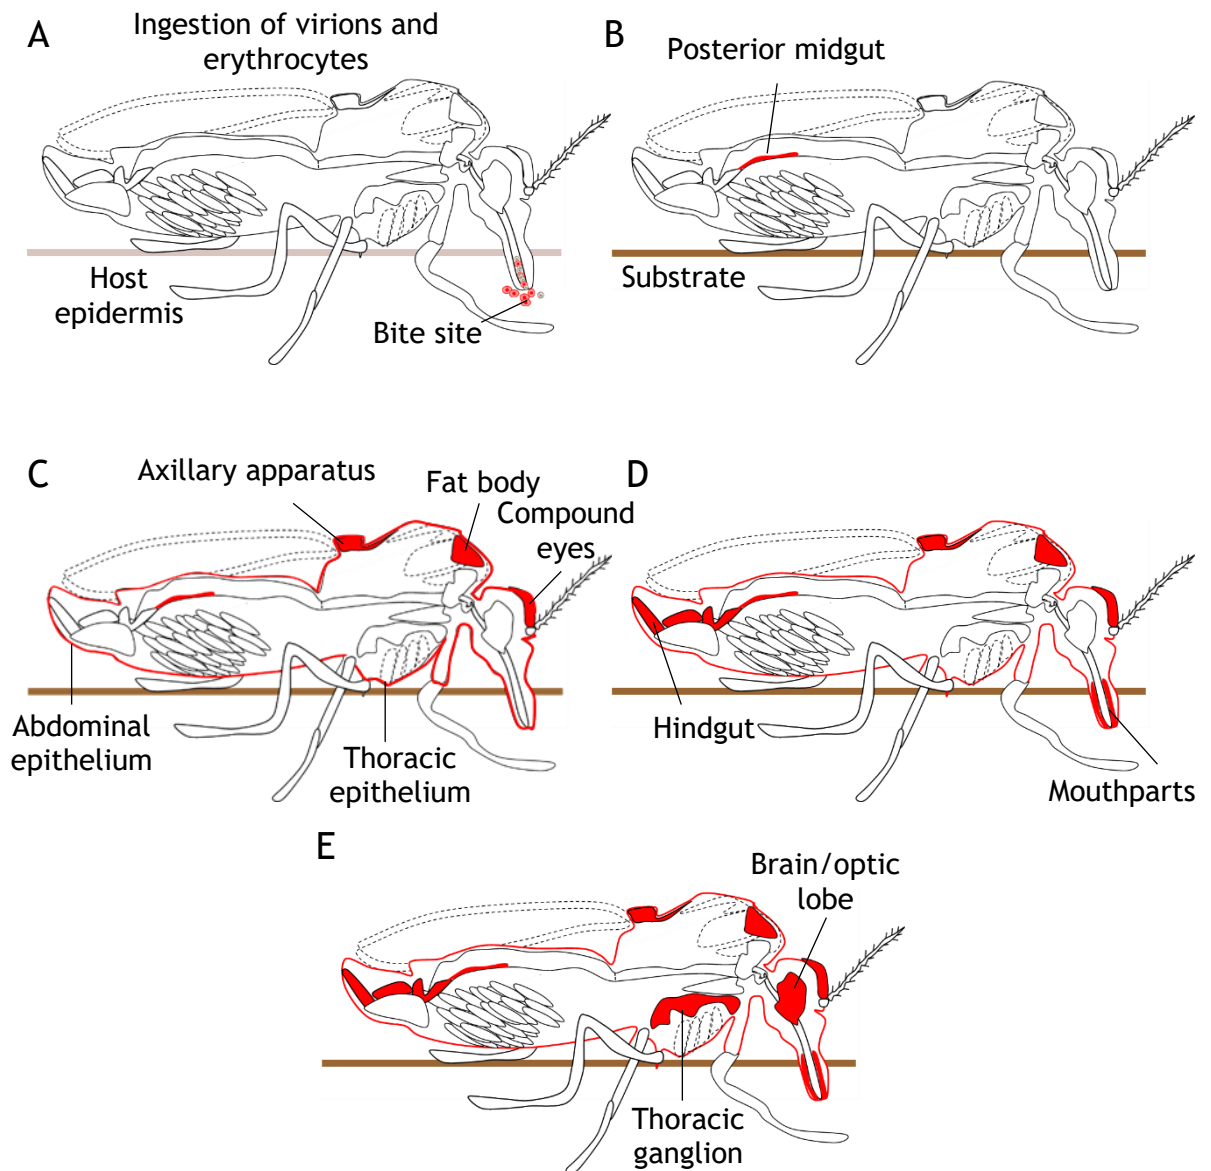 A
Ingestion of virions and
erythrocytes
Host
epidermis
Bite site
B
Posterior midgut
Substrate
C
Axillary apparatus
Fat body
Compound
eyes
Abdominal
epithelium
Thoracic
epithelium
D
Hindgut
Mouthparts
E
Brain/optic
lobe
Thoracic
ganglion